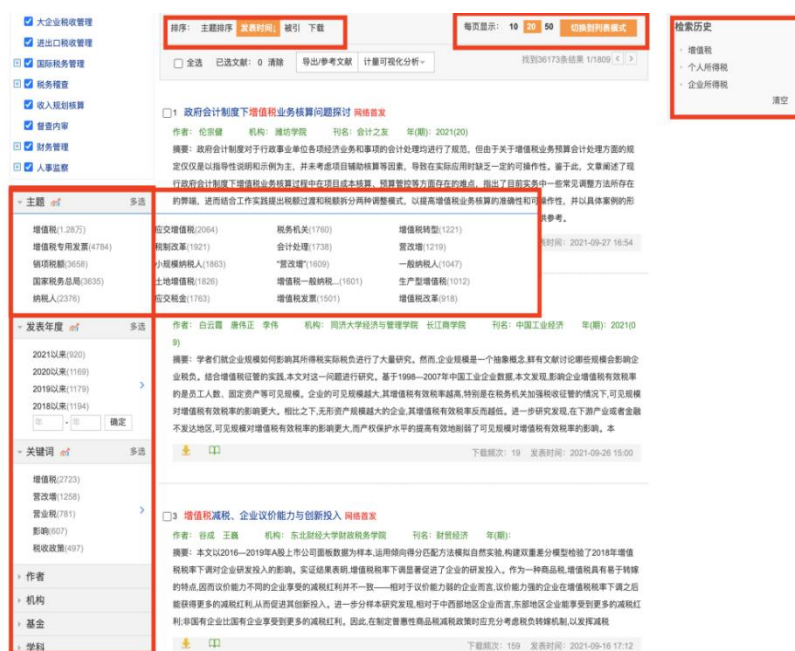 大企业税收管理
进出口税收管理
国际税务管理
税务稽查
收入规划核算
督查内审
财务管理
人事监察
排序： 主题排序 发表时间↓ 被引 下载
每页显示： 10 20 50 切换到列表模式
全选 已选文献：0 清除 导出/参考文献 计量可视化分析
找到36173条结果 1/1809 < >
检索历史
增值税
个人所得税
企业所得税
清空
1 政府会计制度下增值税业务核算问题探讨 网络首发
作者： 伦宗健 机构： 潍坊学院 刊名：会计之友 年(期)：2021(20)
摘要：政府会计制度对于行政事业单位各项经济业务和事项的会计处理均进行了规范，但由于关于增值税业务预算会计处理方面的规
定仅仅是以指导性说明和示例为主，并未考虑项目辅助核算等因素，导致在实际应用时缺乏一定的可操作性。鉴于此，文章阐述了现
行政府会计制度下增值税业务核算过程中在项目成本核算、预算管控等方面存在的难点，指出了目前实务中一些常见调整方法所存在
的弊端，进而结合工作实践提出税额过渡和税额拆分两种调整模式，以提高增值税业务核算的准确性和可操作性，并以具体案例的形
供参考。
表时间：2021-09-27 16:54
主题 多选
增值税(1.28万) 应交增值税(2064) 税务机关(1760) 增值税转型(1221)
增值税专用发票(4784) 税制改革(1921) 会计处理(1738) 营改增(1219)
销项税额(3658) 小规模纳税人(1863) "营改增"(1609) 一般纳税人(1047)
国家税务总局(3635) 土地增值税(1826) 增值税一般纳税...(1601) 生产型增值税(1012)
纳税人(2376) 应交税金(1763) 增值税发票(1501) 增值税改革(918)
发表年度 多选
2021以来(920)
2020以来(1169)
2019以来(1179)
2018以来(1194)
年 - 年 确定
作者： 白云霞 唐伟正 李伟 机构： 同济大学经济与管理学院 长江商学院 刊名：中国工业经济 年(期)：2021(0
9)
摘要：学者们就企业规模如何影响其所得税实际税负进行了大量研究。然而,企业规模是一个抽象概念,鲜有文献讨论哪些规模会影响企
业税负。结合增值税征管的实践,本文对这一问题进行研究。基于1998—2007年中国工业企业数据,本文发现,影响企业增值税有效税率
的是员工人数、固定资产等可见规模。企业的可见规模越大,其增值税有效税率越高,特别是在税务机关加强税收征管的情况下,可见规模
对增值税有效税率的影响更大。相比之下,无形资产规模越大的企业,其增值税有效税率反而越低。进一步研究发现,在下游产业或者金融
不发达地区,可见规模对增值税有效税率的影响更大,而产权保护水平的提高有效地削弱了可见规模对增值税有效税率的影响。本
下载频次：19 发表时间：2021-09-26 15:00
关键词 多选
增值税(2723)
营改增(1258)
营业税(781)
影响(607)
税收政策(497)
作者
机构
基金
学科
3 增值税减税、企业议价能力与创新投入 网络首发
作者：谷成 王巍 机构： 东北财经大学财政税务学院 刊名：财贸经济 年(期)：
摘要：本文以2016—2019年A股上市公司面板数据为样本,运用倾向得分匹配方法模拟自然实验,构建双重差分模型检验了2018年增值
税税率下调对企业研发投入的影响。实证结果表明,增值税税率下调显著促进了企业的研发投入。作为一种商品税,增值税具有易于转嫁
的特点,因而议价能力不同的企业享受的减税红利并不一致——相对于议价能力弱的企业而言,议价能力强的企业在增值税税率下调之后
能获得更多的减税红利,从而促进其创新投入。进一步分样本研究发现,相对于中西部地区企业而言,东部地区企业能享受到更多的减税红
利;非国有企业比国有企业享受到更多的减税红利。因此,在制定普惠性商品税减税政策时应充分考虑税负转嫁机制,以发挥减税
下载频次：159 发表时间：2021-09-16 17:12